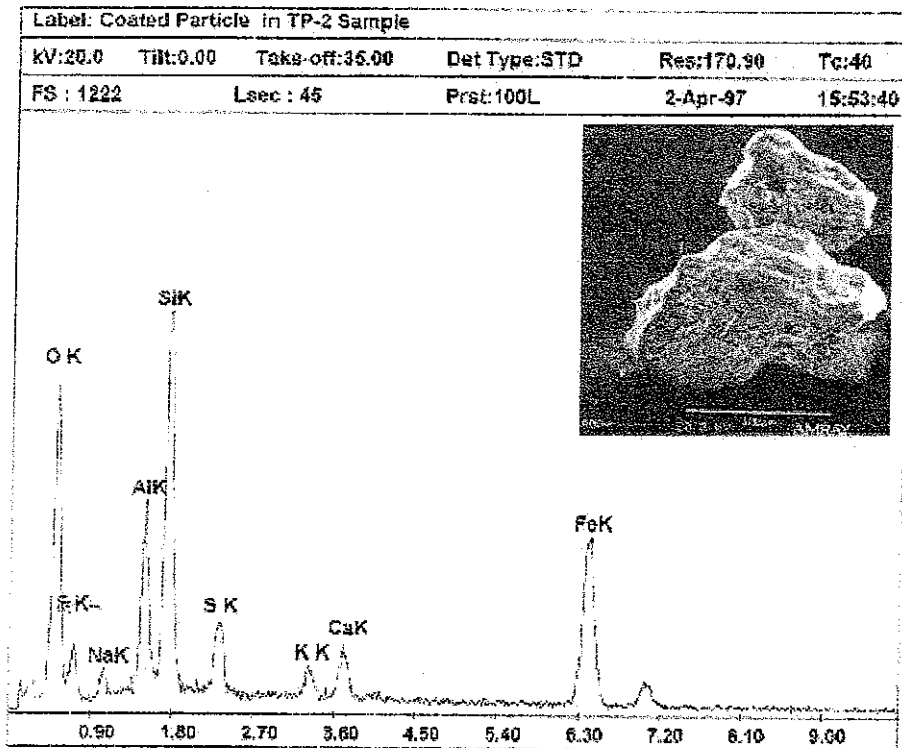 Label: Coated Particle in TP-2 Sample
kV:20.0 Tilt:0.00 Take-off:35.00 Det Type:STD Res:170.90 Tc:40
FS : 1222 Lsec : 45 Prst:100L 2-Apr-97 15:53:40
SiK
O K
AlK
FeK
S K
CaK
K K
NaK
0.90 1.80 2.70 3.60 4.50 5.40 6.30 7.20 8.10 9.00